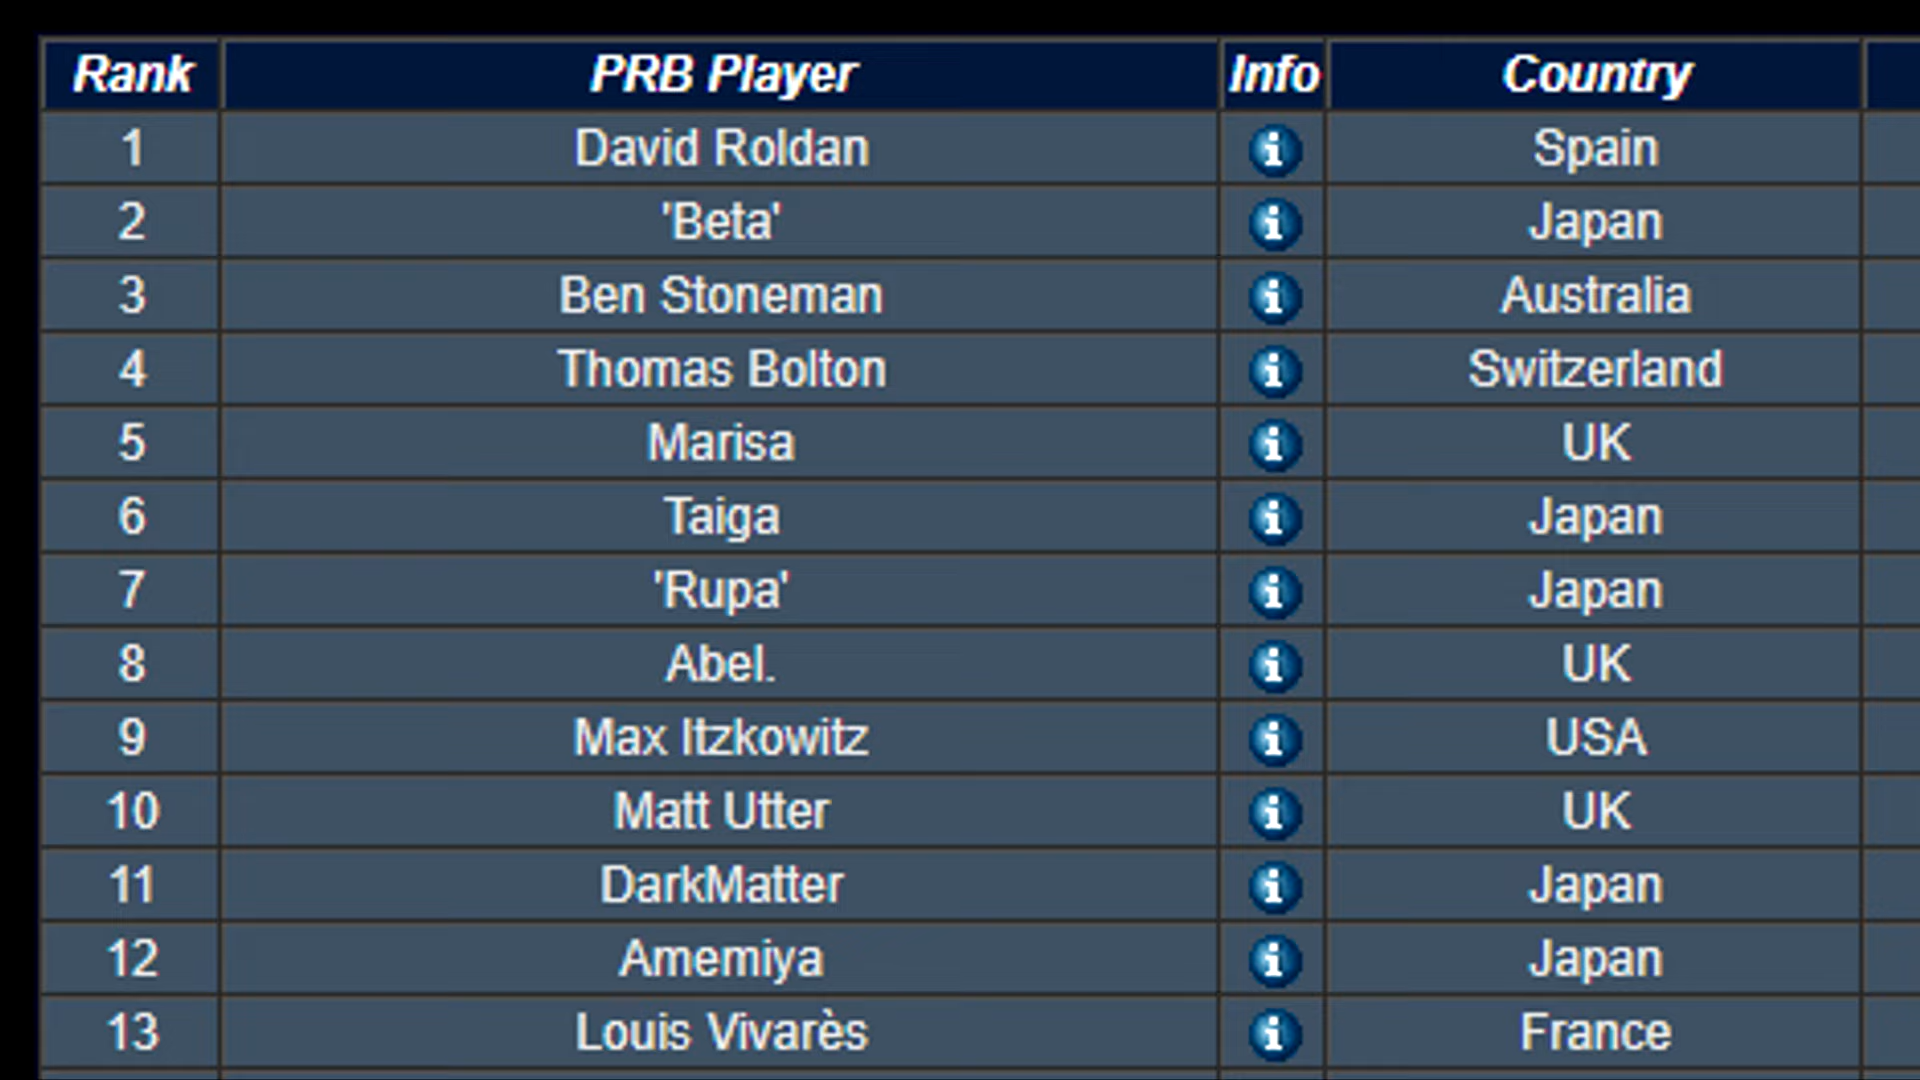 Rank PRB Player Info Country
1 David Roldan i Spain
2 'Beta' i Japan
3 Ben Stoneman i Australia
4 Thomas Bolton i Switzerland
5 Marisa i UK
6 Taiga i Japan
7 'Rupa' i Japan
8 Abel. i UK
9 Max Itzkowitz i USA
10 Matt Utter i UK
11 DarkMatter i Japan
12 Amemiya i Japan
13 Louis Vivarès i France